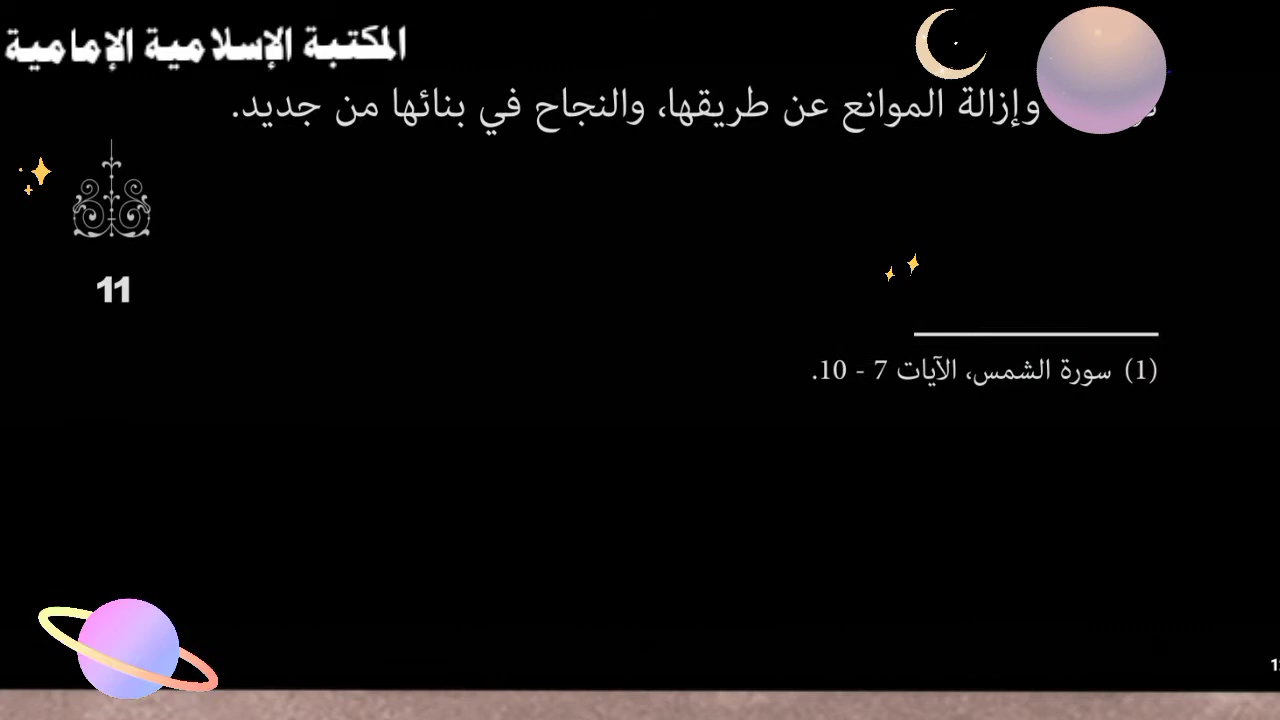 المكتبة الإسلامية الإمامية
وإزالة الموانع عن طريقها، والنجاح في بنائها من جديد.
11
(1) سورة الشمس، الآيات 7 - 10.